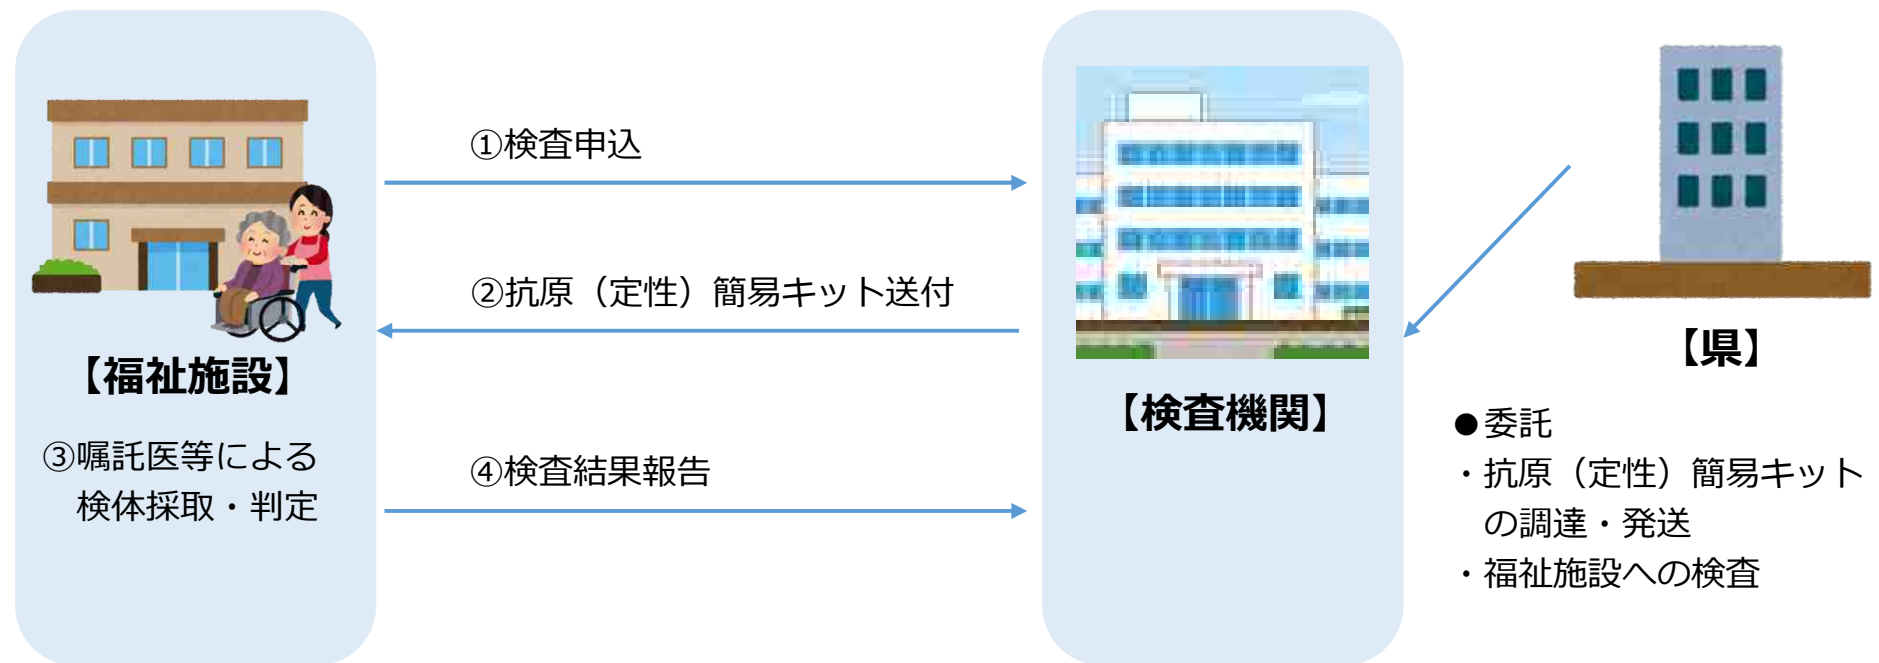 ①検査申込
②抗原（定性）簡易キット送付
【福祉施設】
③嘱託医等による
検体採取・判定
④検査結果報告
【検査機関】
【県】
●委託
・抗原（定性）簡易キット
の調達・発送
・福祉施設への検査